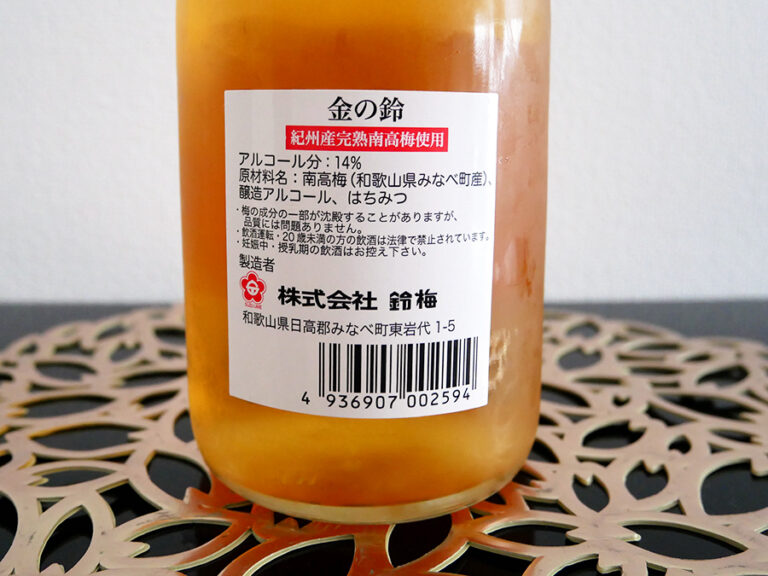 金の鈴
紀州産完熟南高梅使用
アルコール分：14%
原材料名：南高梅（和歌山県みなべ町産）、
醸造アルコール、はちみつ
・梅の成分の一部が沈殿することがありますが、
品質には問題ありません。
・飲酒運転・20歳未満の方の飲酒は法律で禁止されています。
・妊娠中・授乳期の飲酒はお控え下さい。
製造者
株式会社 鈴梅
和歌山県日高郡みなべ町東岩代 1-5
4 936907 002594